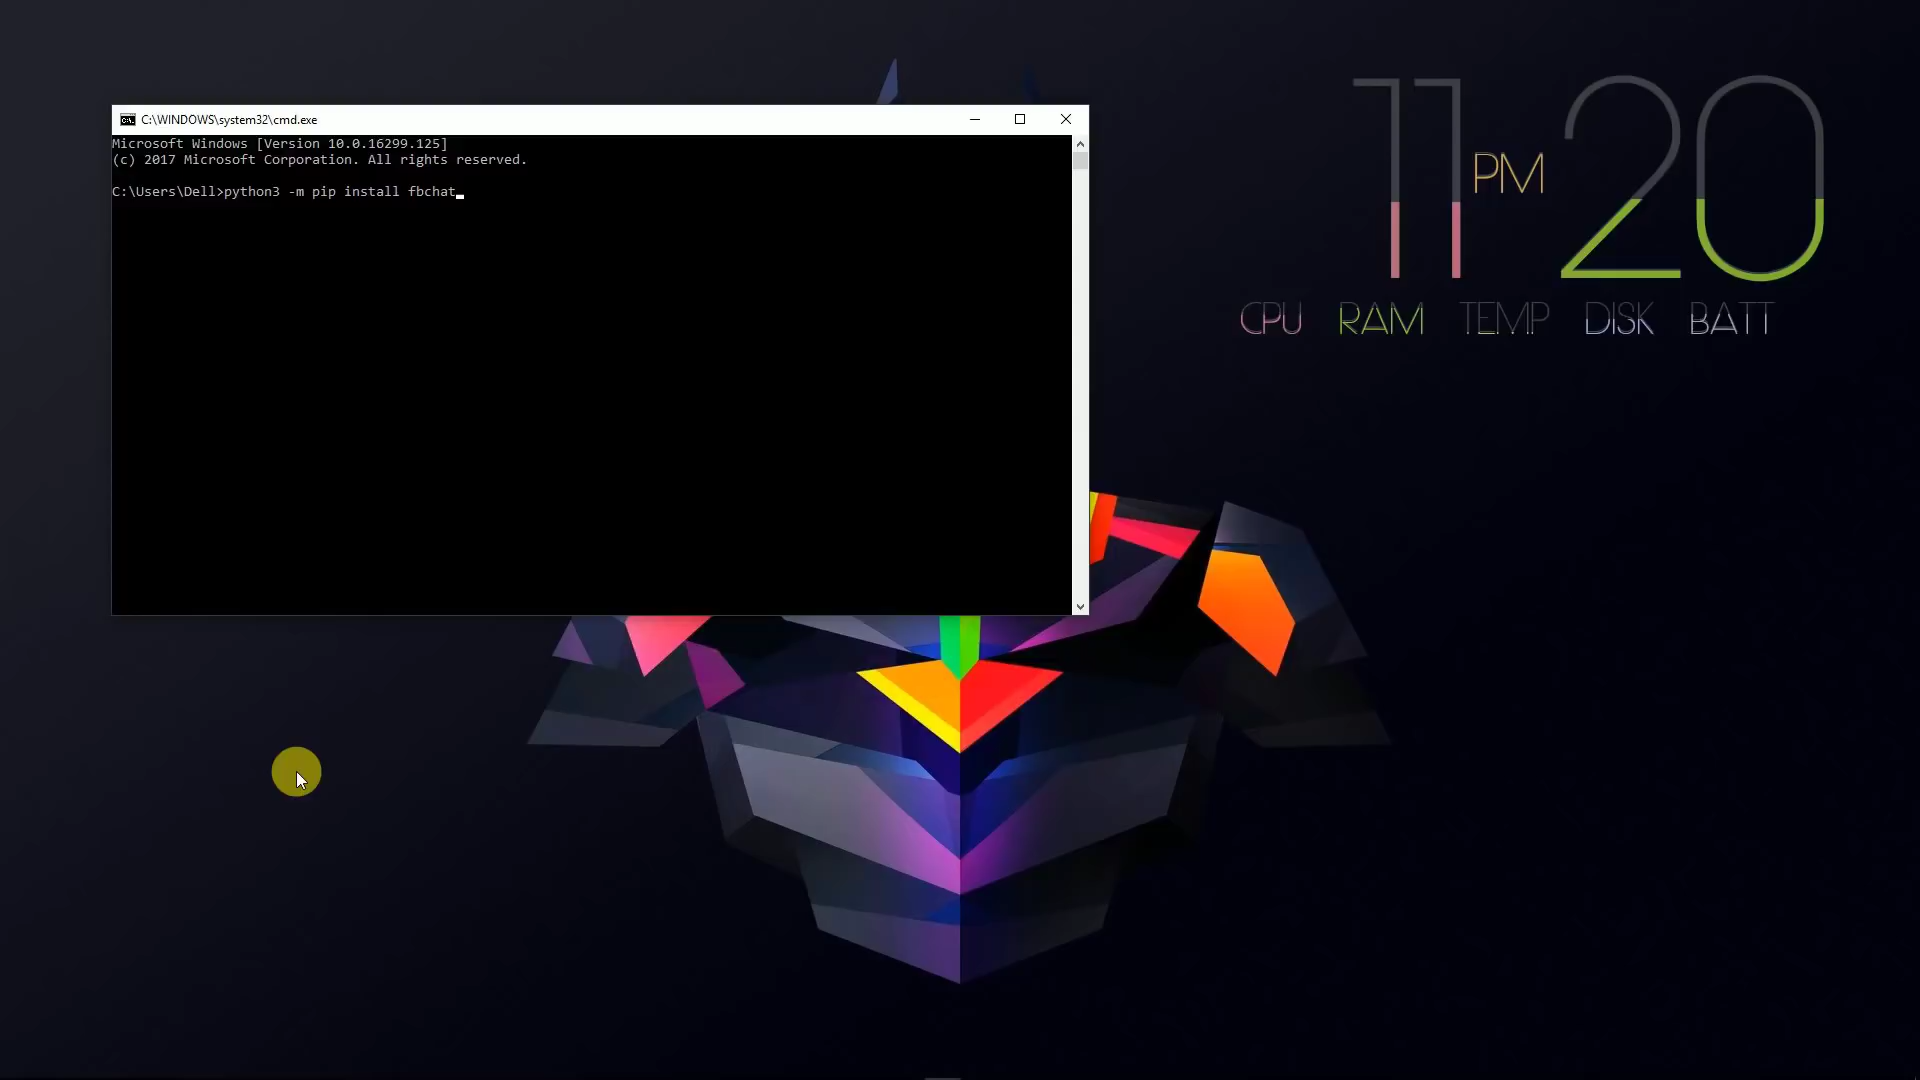 C:\WINDOWS\system32\cmd.exe
Microsoft Windows [Version 10.0.16299.125]
(c) 2017 Microsoft Corporation. All rights reserved.
C:\Users\Dell>python3 -m pip install fbchat
11 PM 20
CPU RAM TEMP DISK BATT